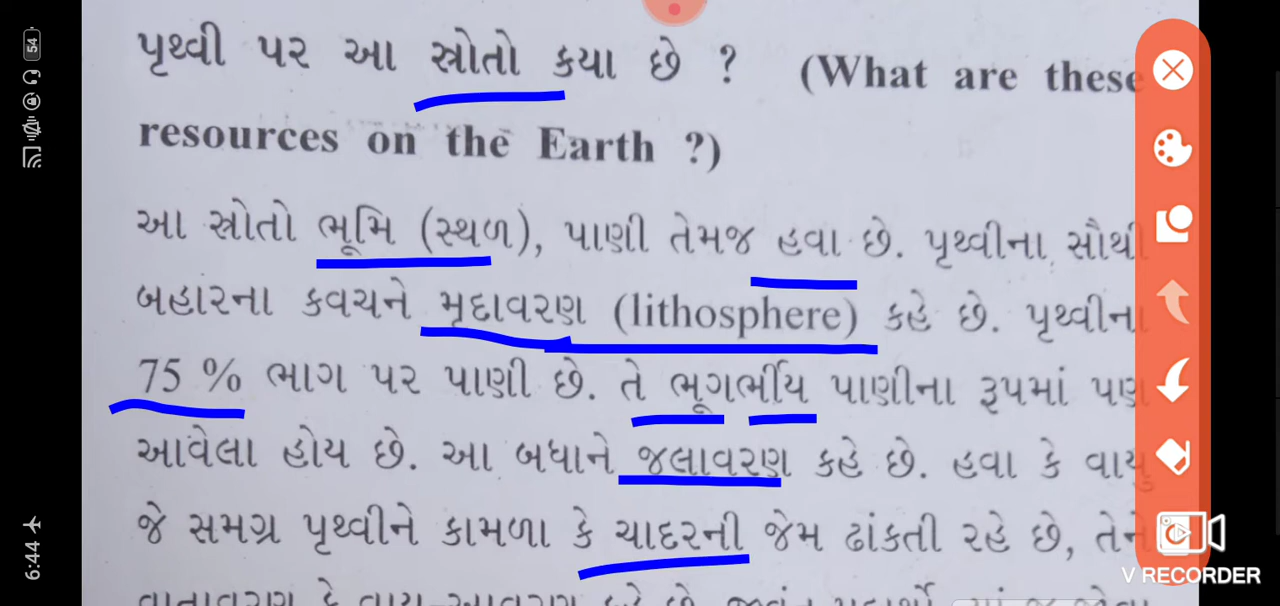 પૃથ્વી પર આ સ્રોતો કયા છે ? (What are these
resources on the Earth ?)
આ સ્રોતો ભૂમિ (સ્થળ), પાણી તેમજ હવા છે. પૃથ્વીના સૌથી
બહારના કવચને મૃદાવરણ (lithosphere) કહે છે. પૃથ્વીના
75 % ભાગ પર પાણી છે. તે ભૂગર્ભીય પાણીના રૂપમાં પણ
આવેલા હોય છે. આ બધાને જલાવરણ કહે છે. હવા કે વાયુ
જે સમગ્ર પૃથ્વીને કામળા કે ચાદરની જેમ ઢાંકતી રહે છે, તેને
54
6:44
V RECORDER